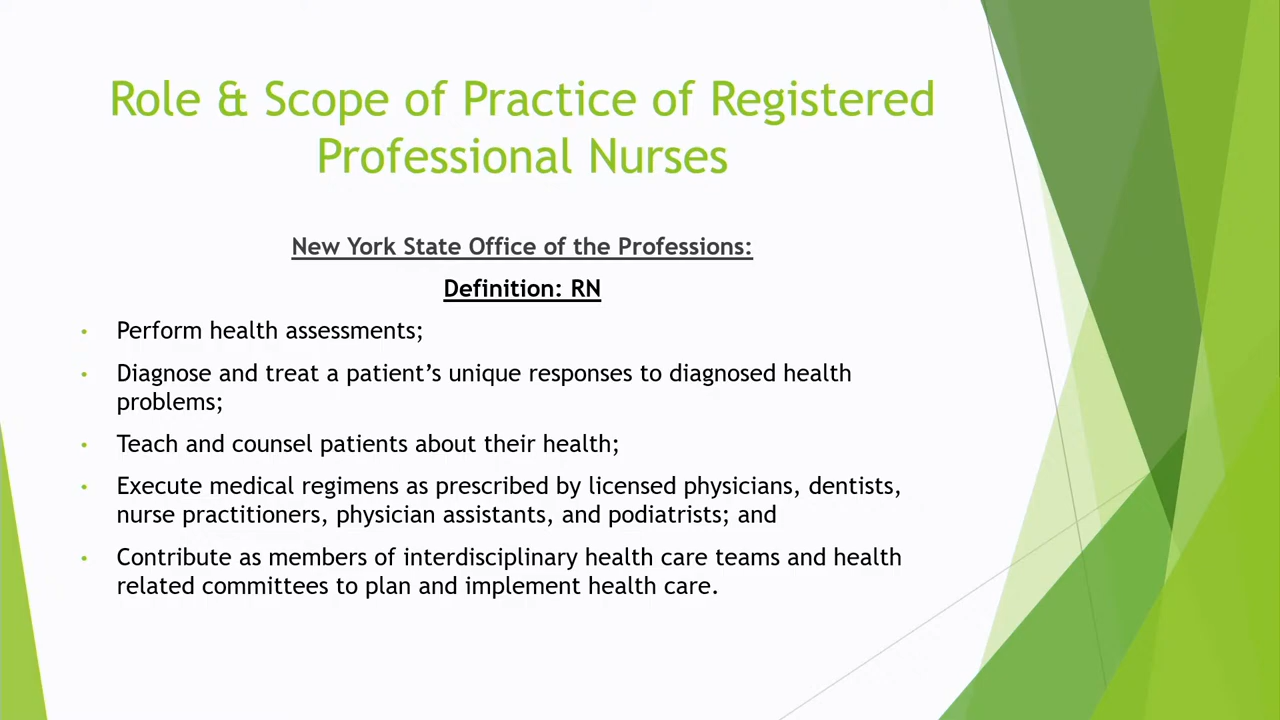 Role & Scope of Practice of Registered
Professional Nurses
New York State Office of the Professions:
Definition: RN
• Perform health assessments;
• Diagnose and treat a patient’s unique responses to diagnosed health
problems;
• Teach and counsel patients about their health;
• Execute medical regimens as prescribed by licensed physicians, dentists,
nurse practitioners, physician assistants, and podiatrists; and
• Contribute as members of interdisciplinary health care teams and health
related committees to plan and implement health care.